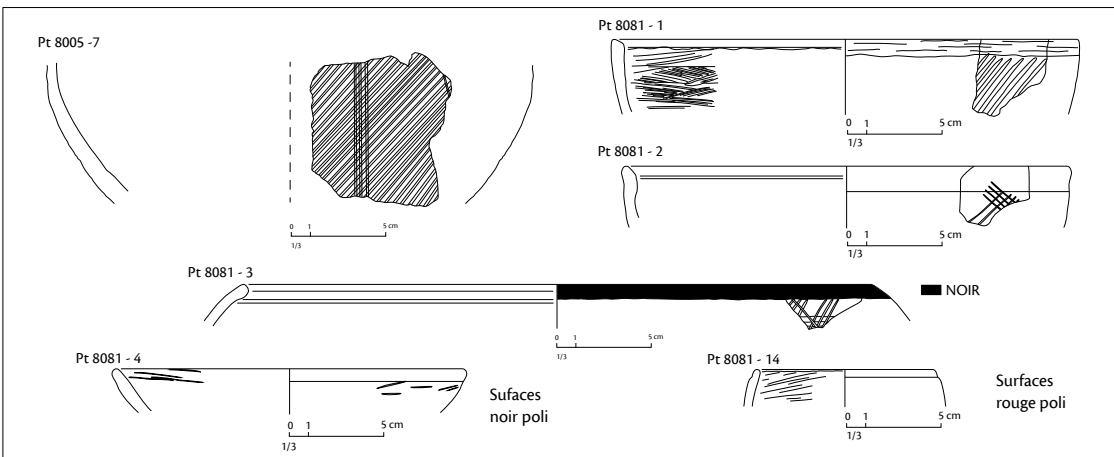 Pt 8005 -7
0 1 5 cm
1/3
Pt 8081 - 1
0 1 5 cm
1/3
Pt 8081 - 2
0 1 5 cm
1/3
Pt 8081 - 3
NOIR
0 1 5 cm
1/3
Pt 8081 - 4
0 1 5 cm
1/3
Sufaces
noir poli
Pt 8081 - 14
0 1 5 cm
1/3
Surfaces
rouge poli